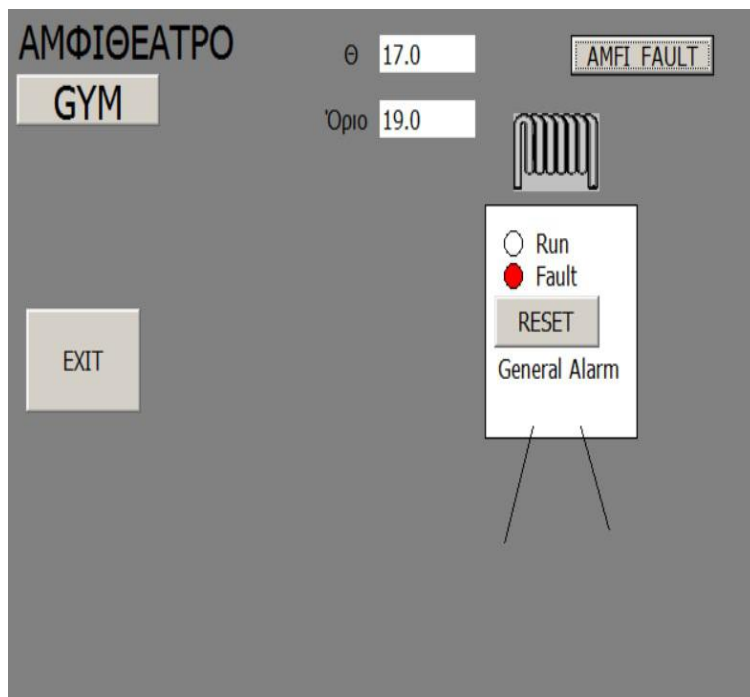 ΑΜΦΙΘΕΑΤΡΟ
GYM
Θ 17.0
Όριο 19.0
AMFI FAULT
Run
Fault
RESET
General Alarm
EXIT